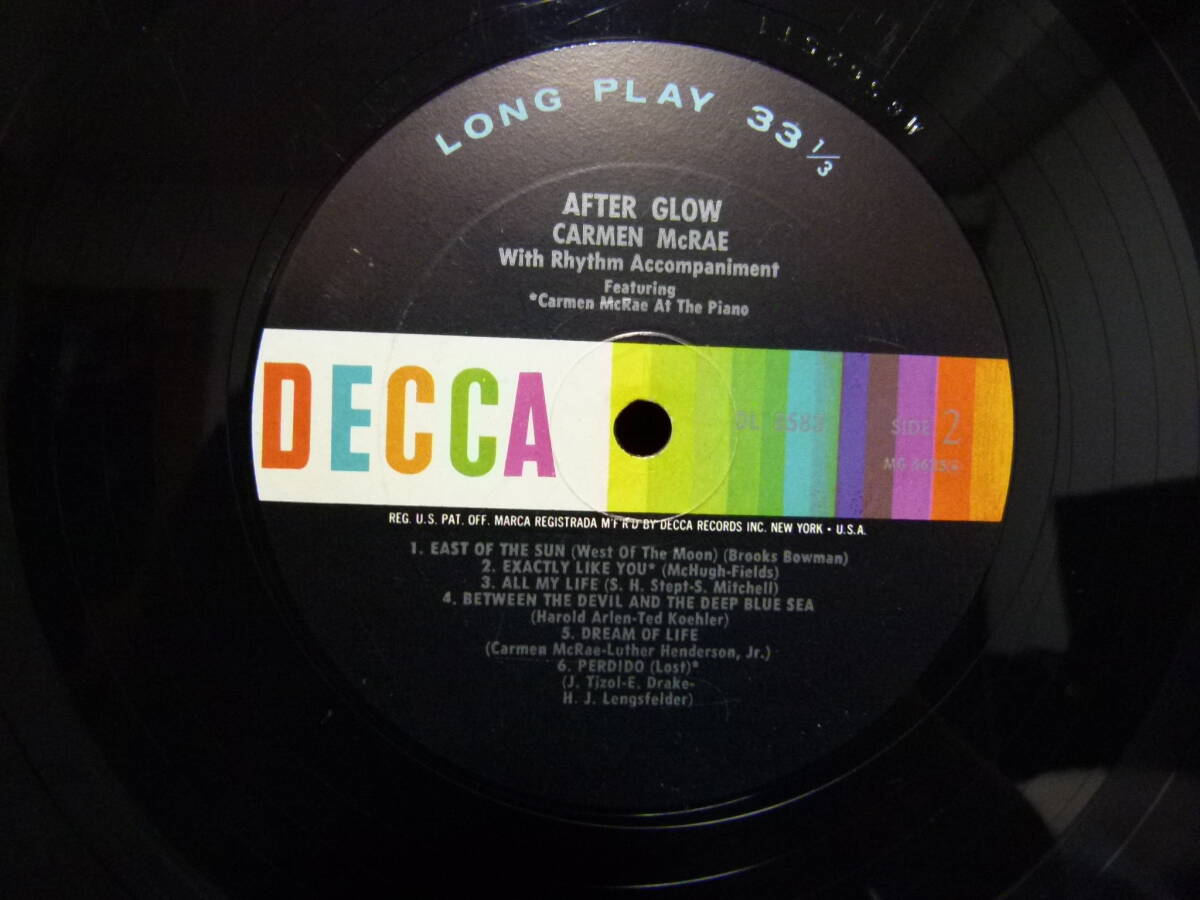 LONG PLAY 33 1/3
AFTER GLOW
CARMEN McRAE
With Rhythm Accompaniment
Featuring
*Carmen McRae At The Piano
DECCA
SIDE 2
REG. U.S. PAT. OFF. MARCA REGISTRADA M'F'R'D BY DECCA RECORDS INC. NEW YORK • U.S.A.
1. EAST OF THE SUN (West Of The Moon) (Brooks Bowman)
2. EXACTLY LIKE YOU* (McHugh-Fields)
3. ALL MY LIFE (S. H. Stept-S. Mitchell)
4. BETWEEN THE DEVIL AND THE DEEP BLUE SEA
(Harold Arlen-Ted Koehler)
5. DREAM OF LIFE
(Carmen McRae-Luther Henderson, Jr.)
6. PERDIDO (Lost)*
(J. Tizol-E. Drake-
H. J. Lengsfelder)